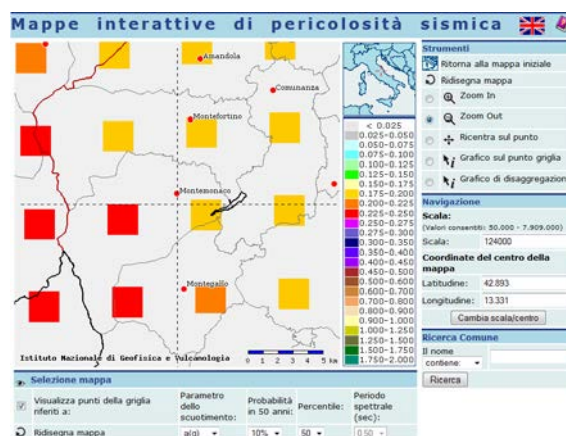 Mappe interattive di pericolosità sismica
Amandola
Comunanza
Montefortino
Montemonaco
Montegallo
Istituto Nazionale di Geofisica e Vulcanologia
0 1 2 3 4 5 km
< 0.025
0.025-0.050
0.050-0.075
0.075-0.100
0.100-0.125
0.125-0.150
0.150-0.175
0.175-0.200
0.200-0.225
0.225-0.250
0.250-0.275
0.275-0.300
0.300-0.350
0.350-0.400
0.400-0.450
0.450-0.500
0.500-0.600
0.600-0.700
0.700-0.800
0.800-0.900
0.900-1.000
1.000-1.250
1.250-1.500
1.500-1.750
1.750-2.000
Strumenti
Ritorna alla mappa iniziale
Ridisegna mappa
Zoom In
Zoom Out
Ricentra sul punto
Grafico sul punto griglia
Grafico di disaggregazione
Navigazione
Scala:
(Valori consentiti: 50.000 - 7.909.000)
Scala: 124000
Coordinate del centro della
mappa
Latitudine: 42.893
Longitudine: 13.331
Cambia scala/centro
Ricerca Comune
Il nome
contiene:
Ricerca
Selezione mappa
Visualizza punti della griglia
riferiti a:
Parametro
dello
scuotimento:
Probabilità
in 50 anni:
Percentile:
Periodo
spettrale
(sec):
Ridisegna mappa a(g) 10% 50 0.50